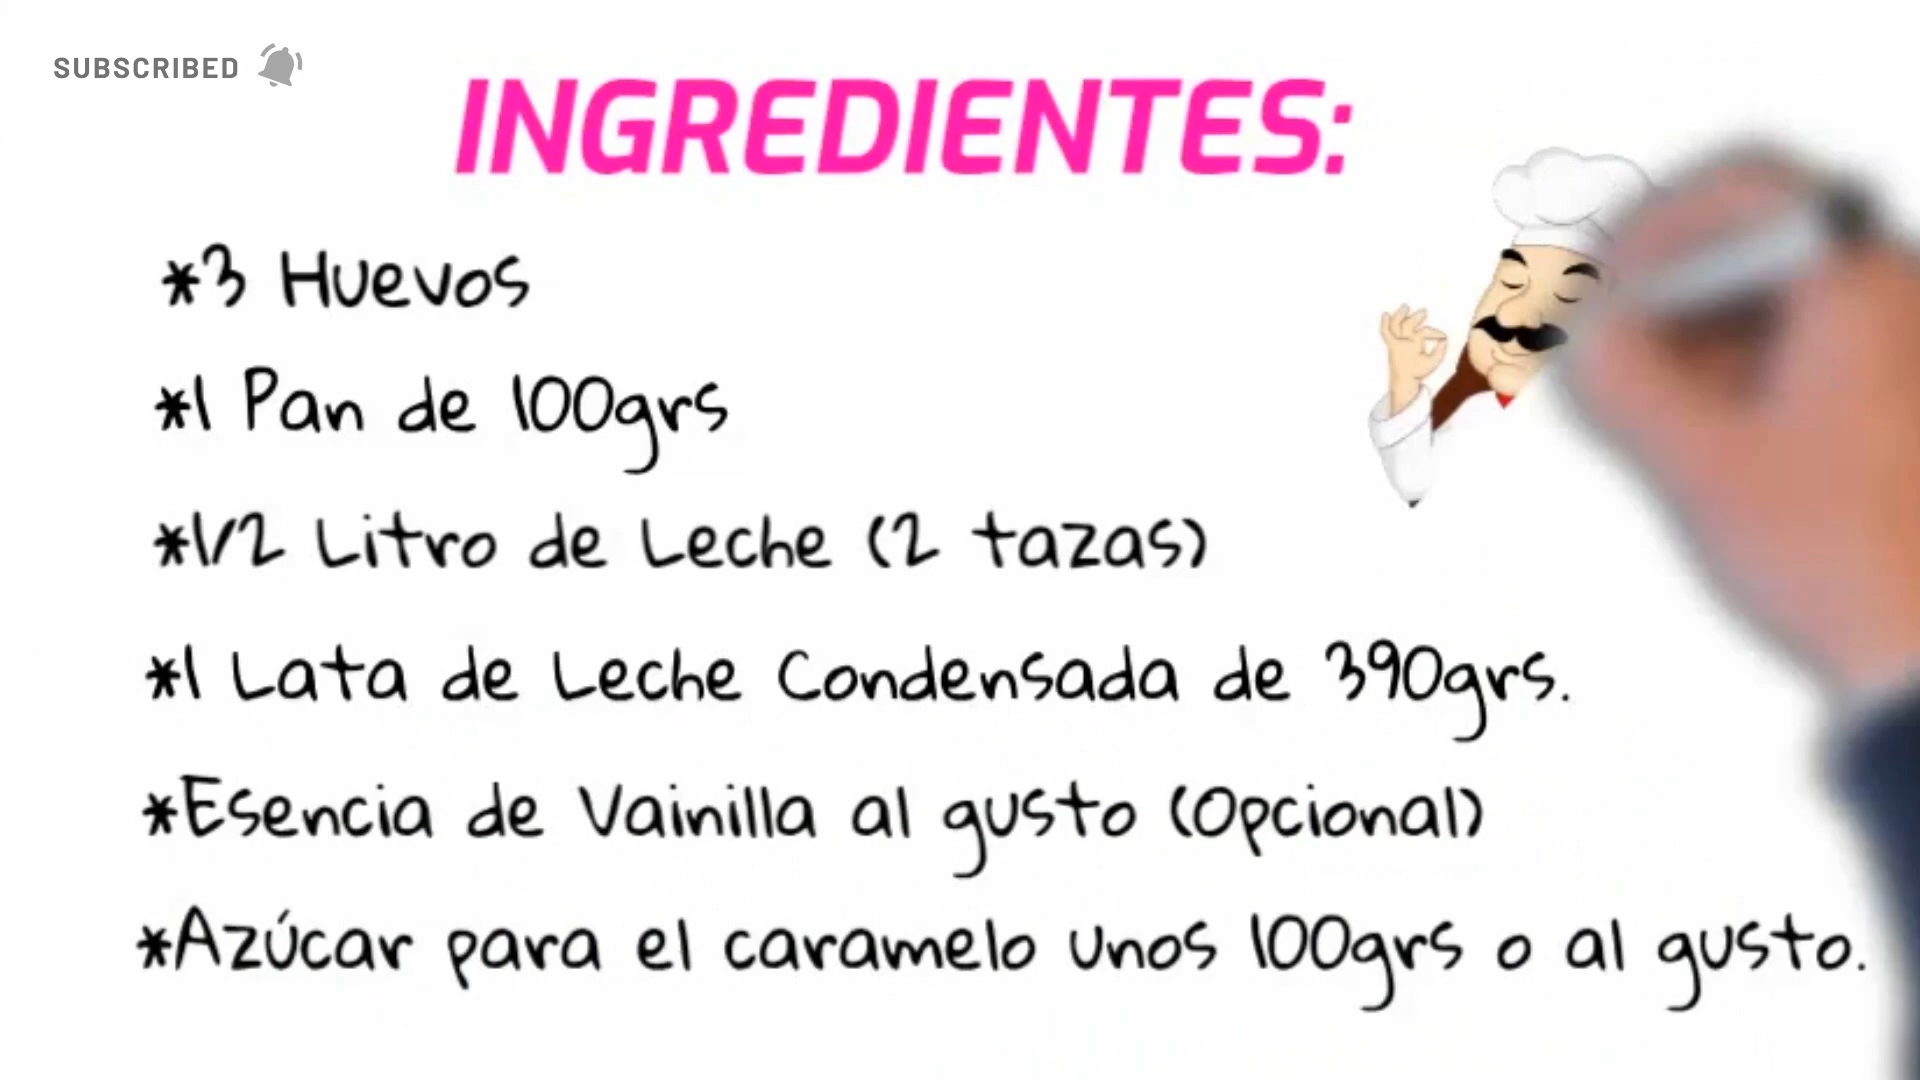 SUBSCRIBED
INGREDIENTES:
*3 Huevos
*1 Pan de 100grs
*1/2 Litro de Leche (2 tazas)
*1 Lata de Leche Condensada de 390grs.
*Esencia de Vainilla al gusto (Opcional)
*Azúcar para el caramelo unos 100grs o al gusto.